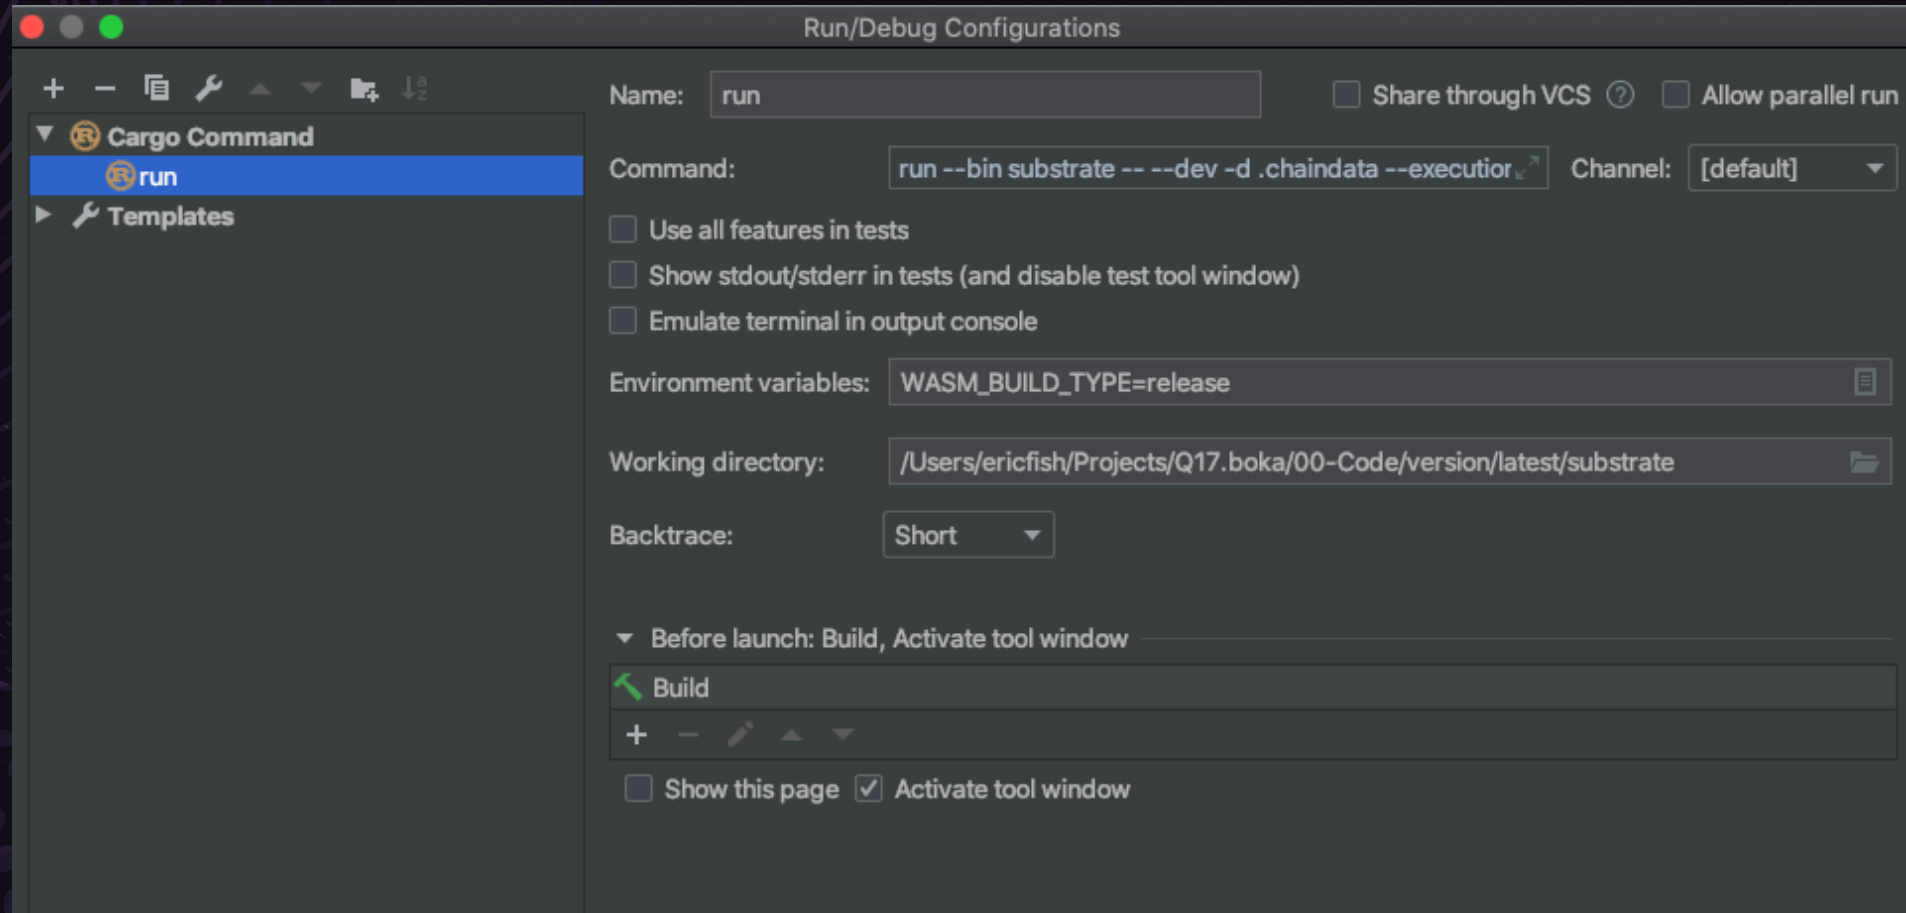 Run/Debug Configurations
Name: run Share through VCS ? Allow parallel run
Cargo Command
run
Templates
Command: run --bin substrate -- --dev -d .chaindata --execution Channel: [default]
Use all features in tests
Show stdout/stderr in tests (and disable test tool window)
Emulate terminal in output console
Environment variables: WASM_BUILD_TYPE=release
Working directory: /Users/ericfish/Projects/Q17.boka/00-Code/version/latest/substrate
Backtrace: Short
Before launch: Build, Activate tool window
Build
Show this page Activate tool window